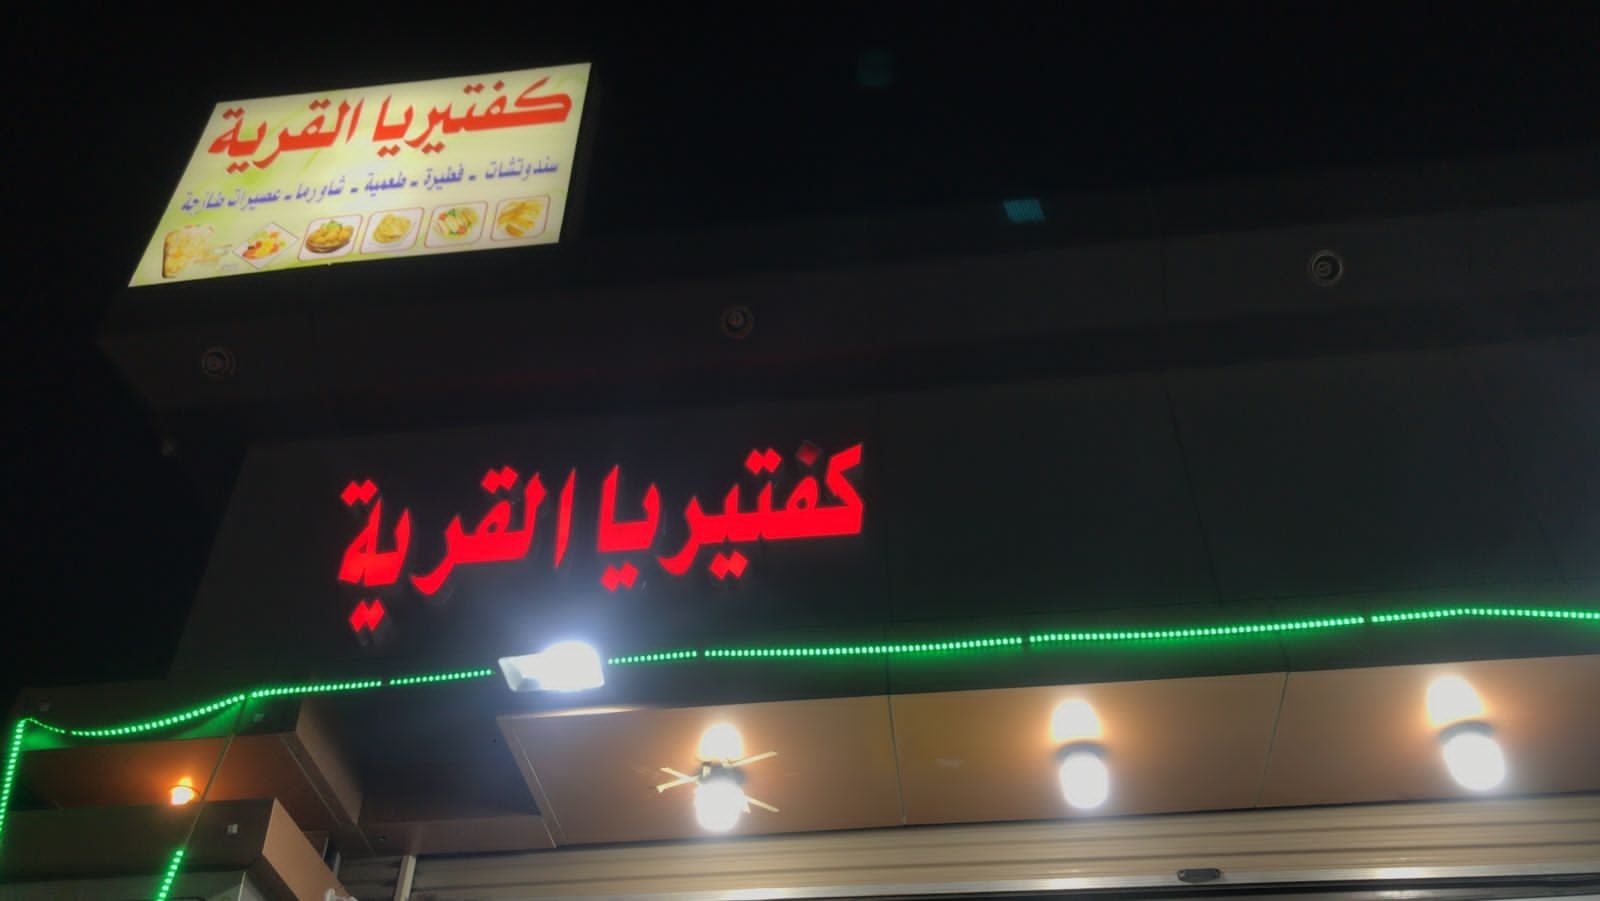 كفتيريا القرية
سندوتشات - فطيرة - طعمية - شاورما - عصيرات طازجة
كفتيريا القرية